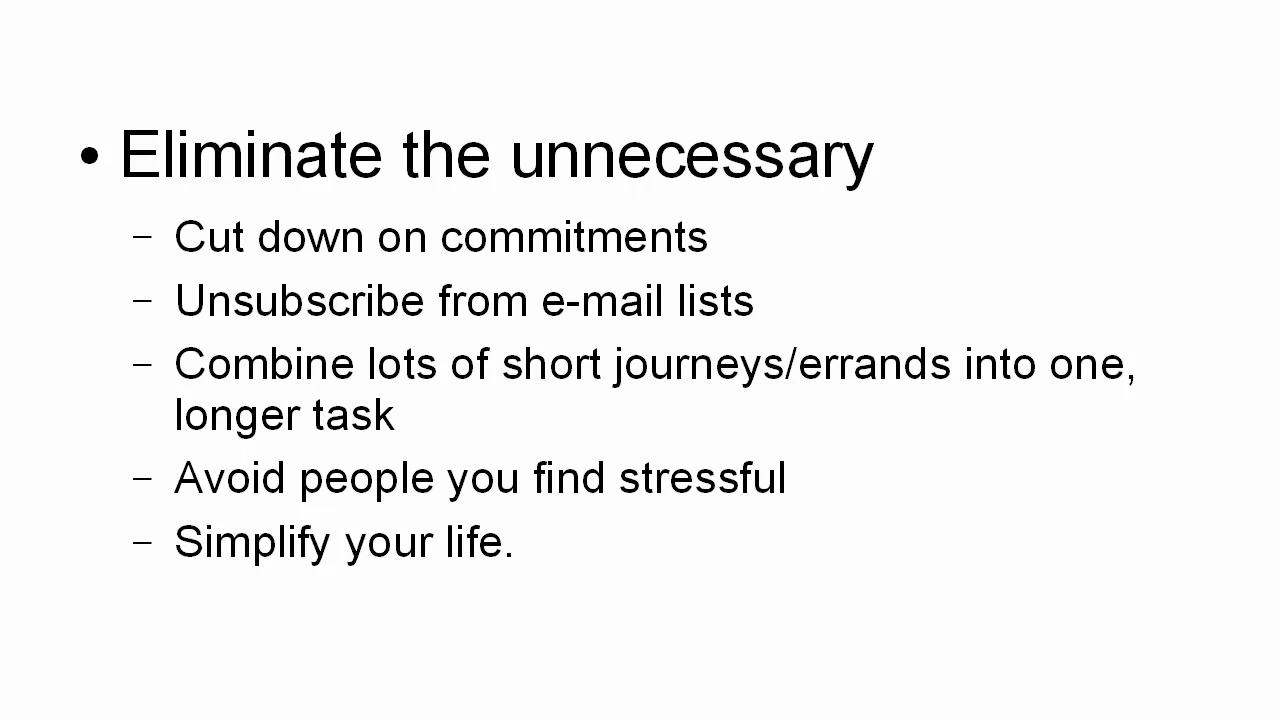 • Eliminate the unnecessary
– Cut down on commitments
– Unsubscribe from e-mail lists
– Combine lots of short journeys/errands into one,
longer task
– Avoid people you find stressful
– Simplify your life.